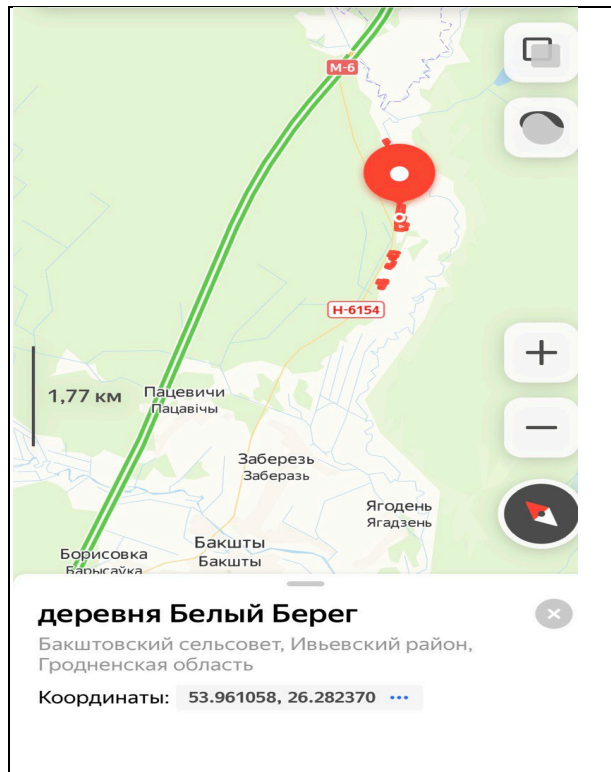 М-6
Н-6154
1,77 км
Пацевичи
Пацавічы
Заберезь
Заберазь
Ягодень
Ягадзень
Бакшты
Бакшты
Борисовка
Барысаўка
деревня Белый Берег
Бакштовский сельсовет, Ивьевский район,
Гродненская область
Координаты: 53.961058, 26.282370 •••